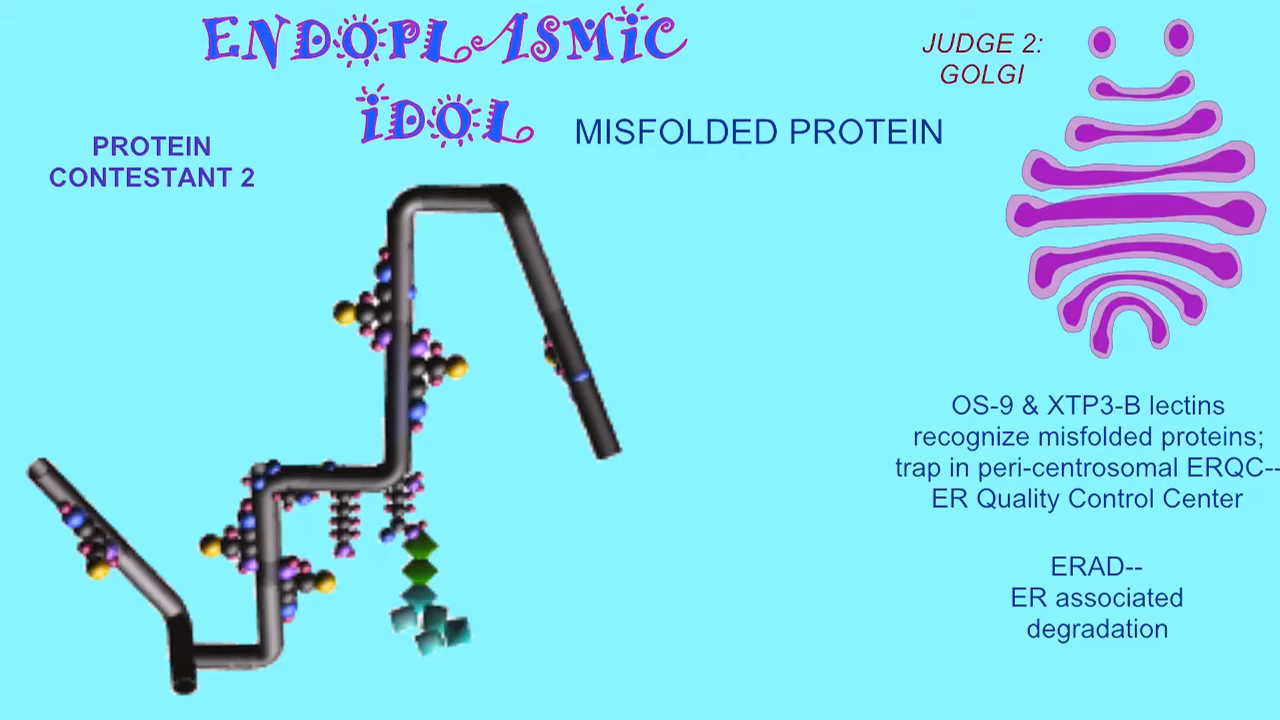 ENDOPLASMiC
iDOL
PROTEIN
CONTESTANT 2
MISFOLDED PROTEIN
JUDGE 2:
GOLGI
OS-9 & XTP3-B lectins
recognize misfolded proteins;
trap in peri-centrosomal ERQC--
ER Quality Control Center
ERAD--
ER associated
degradation